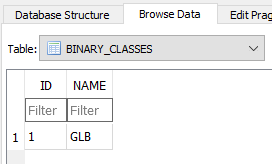 Database Structure Browse Data Edit Prag
Table: BINARY_CLASSES
ID NAME
Filter Filter
1 1 GLB